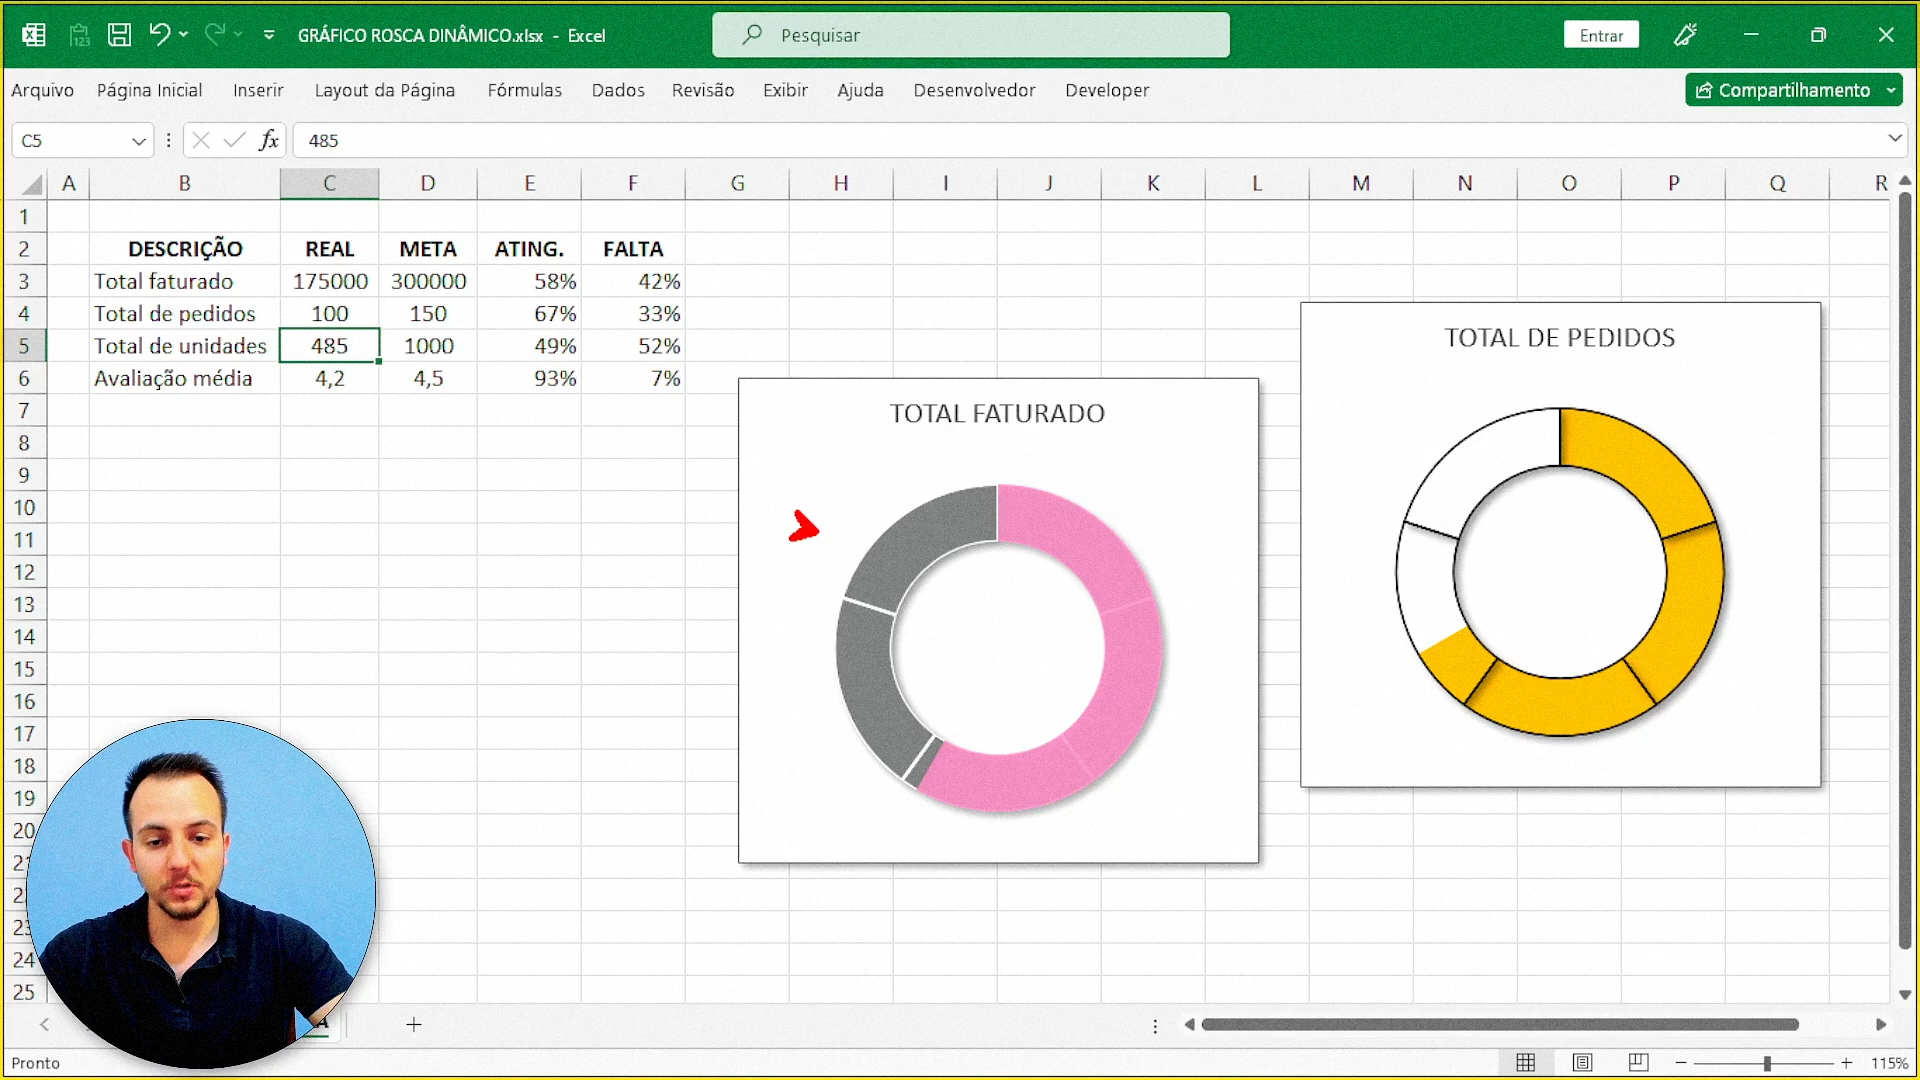 GRÁFICO ROSCA DINÂMICO.xlsx - Excel
Pesquisar
Entrar
Arquivo Página Inicial Inserir Layout da Página Fórmulas Dados Revisão Exibir Ajuda Desenvolvedor Developer
Compartilhamento
C5 fx 485
A B C D E F G H I J K L M N O P Q R
1
2 DESCRIÇÃO REAL META ATING. FALTA
3 Total faturado 175000 300000 58% 42%
4 Total de pedidos 100 150 67% 33%
5 Total de unidades 485 1000 49% 52%
6 Avaliação média 4,2 4,5 93% 7%
7
8
9
10
11
12
13
14
15
16
17
18
19
20
24
25
TOTAL FATURADO
TOTAL DE PEDIDOS
Pronto
115%